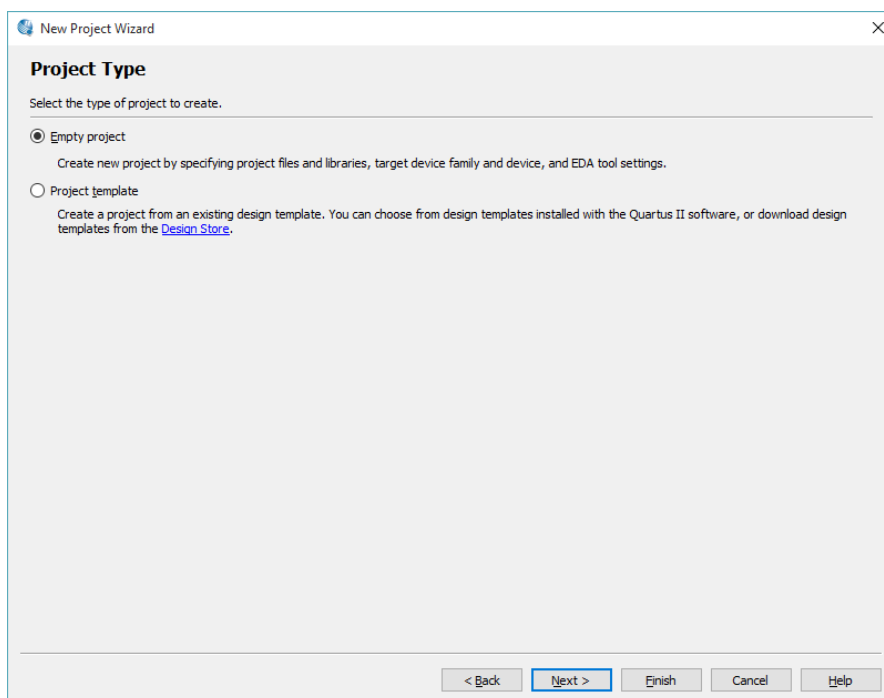 New Project Wizard
Project Type
Select the type of project to create.
Empty project
Create new project by specifying project files and libraries, target device family and device, and EDA tool settings.
Project template
Create a project from an existing design template. You can choose from design templates installed with the Quartus II software, or download design
templates from the Design Store.
< Back Next > Finish Cancel Help